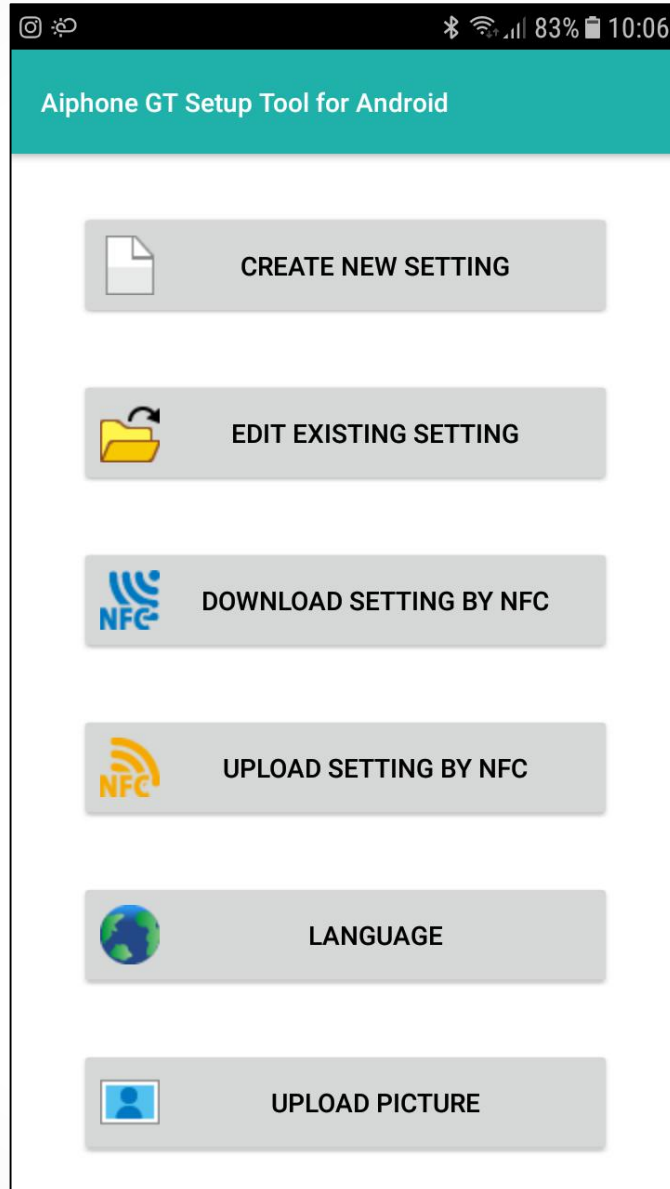 83% 10:06
Aiphone GT Setup Tool for Android
CREATE NEW SETTING
EDIT EXISTING SETTING
NFC DOWNLOAD SETTING BY NFC
NFC UPLOAD SETTING BY NFC
LANGUAGE
UPLOAD PICTURE